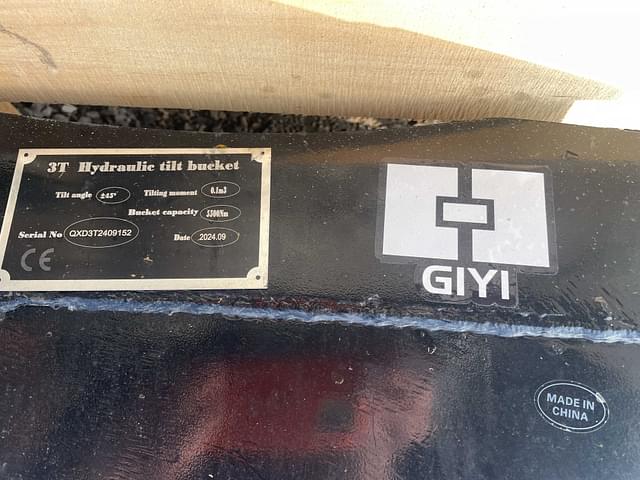 3T Hydraulic tilt bucket
Tilt angle ±45° Tilting moment 0.1m3
Bucket capacity 5500Nm
Serial No QXD3T2409152 Date 2024.09
CE
GIYI
MADE IN
CHINA